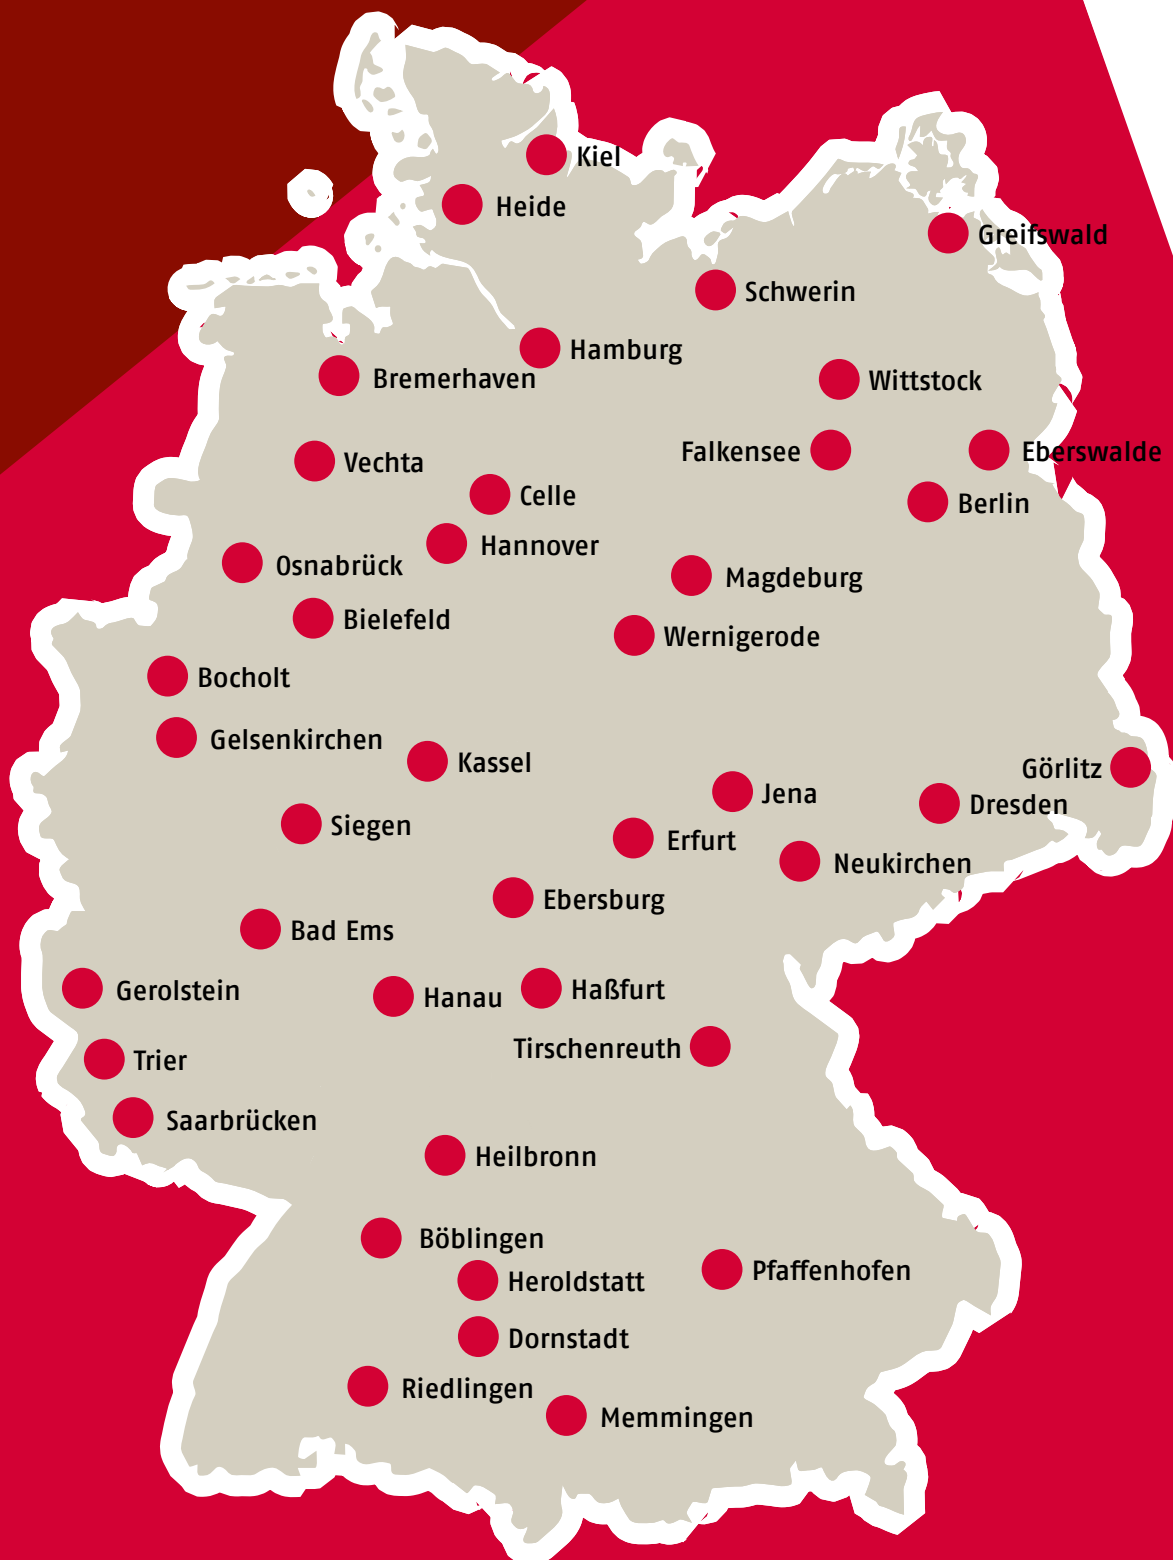 Kiel
Heide
Greifswald
Schwerin
Hamburg
Bremerhaven
Wittstock
Falkensee
Eberswalde
Vechta
Celle
Berlin
Hannover
Osnabrück
Magdeburg
Bielefeld
Wernigerode
Bocholt
Gelsenkirchen
Kassel
Görlitz
Jena
Dresden
Siegen
Erfurt
Neukirchen
Ebersburg
Bad Ems
Gerolstein
Hanau
Haßfurt
Tirschenreuth
Trier
Saarbrücken
Heilbronn
Böblingen
Pfaffenhofen
Heroldstatt
Dornstadt
Riedlingen
Memmingen